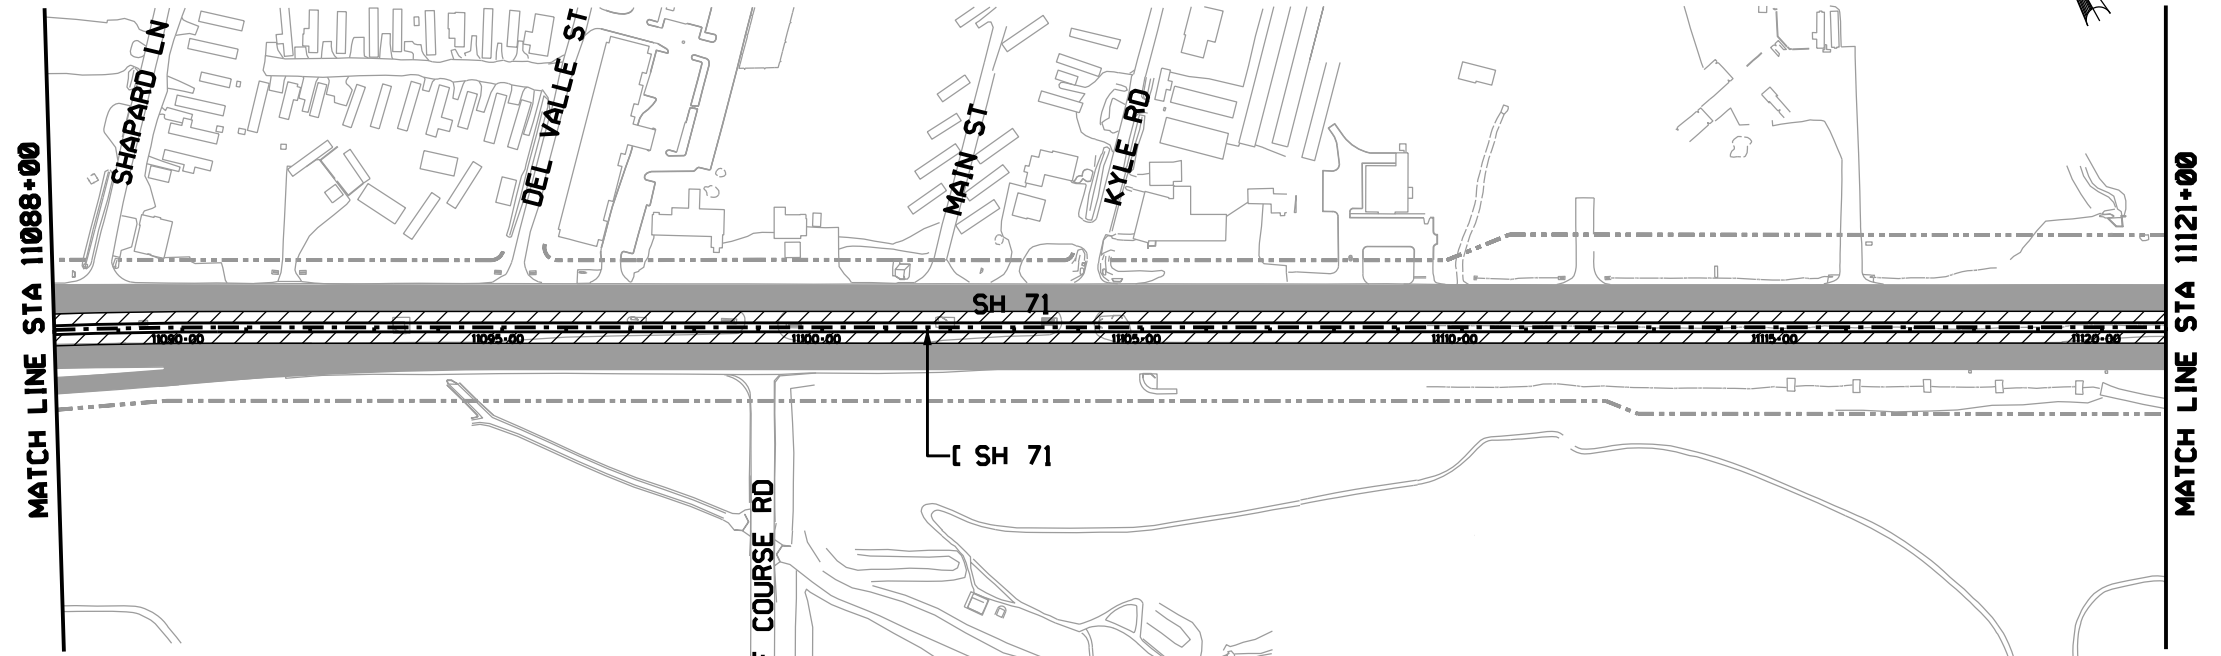 MATCH LINE STA 11088+00
SHAPARD LN
DEL VALLE ST
MAIN ST
KYLE RD
SH 71
11090+00
11095+00
11100+00
11105+00
11110+00
11115+00
11120+00
[ SH 71
COURSE RD
MATCH LINE STA 11121+00